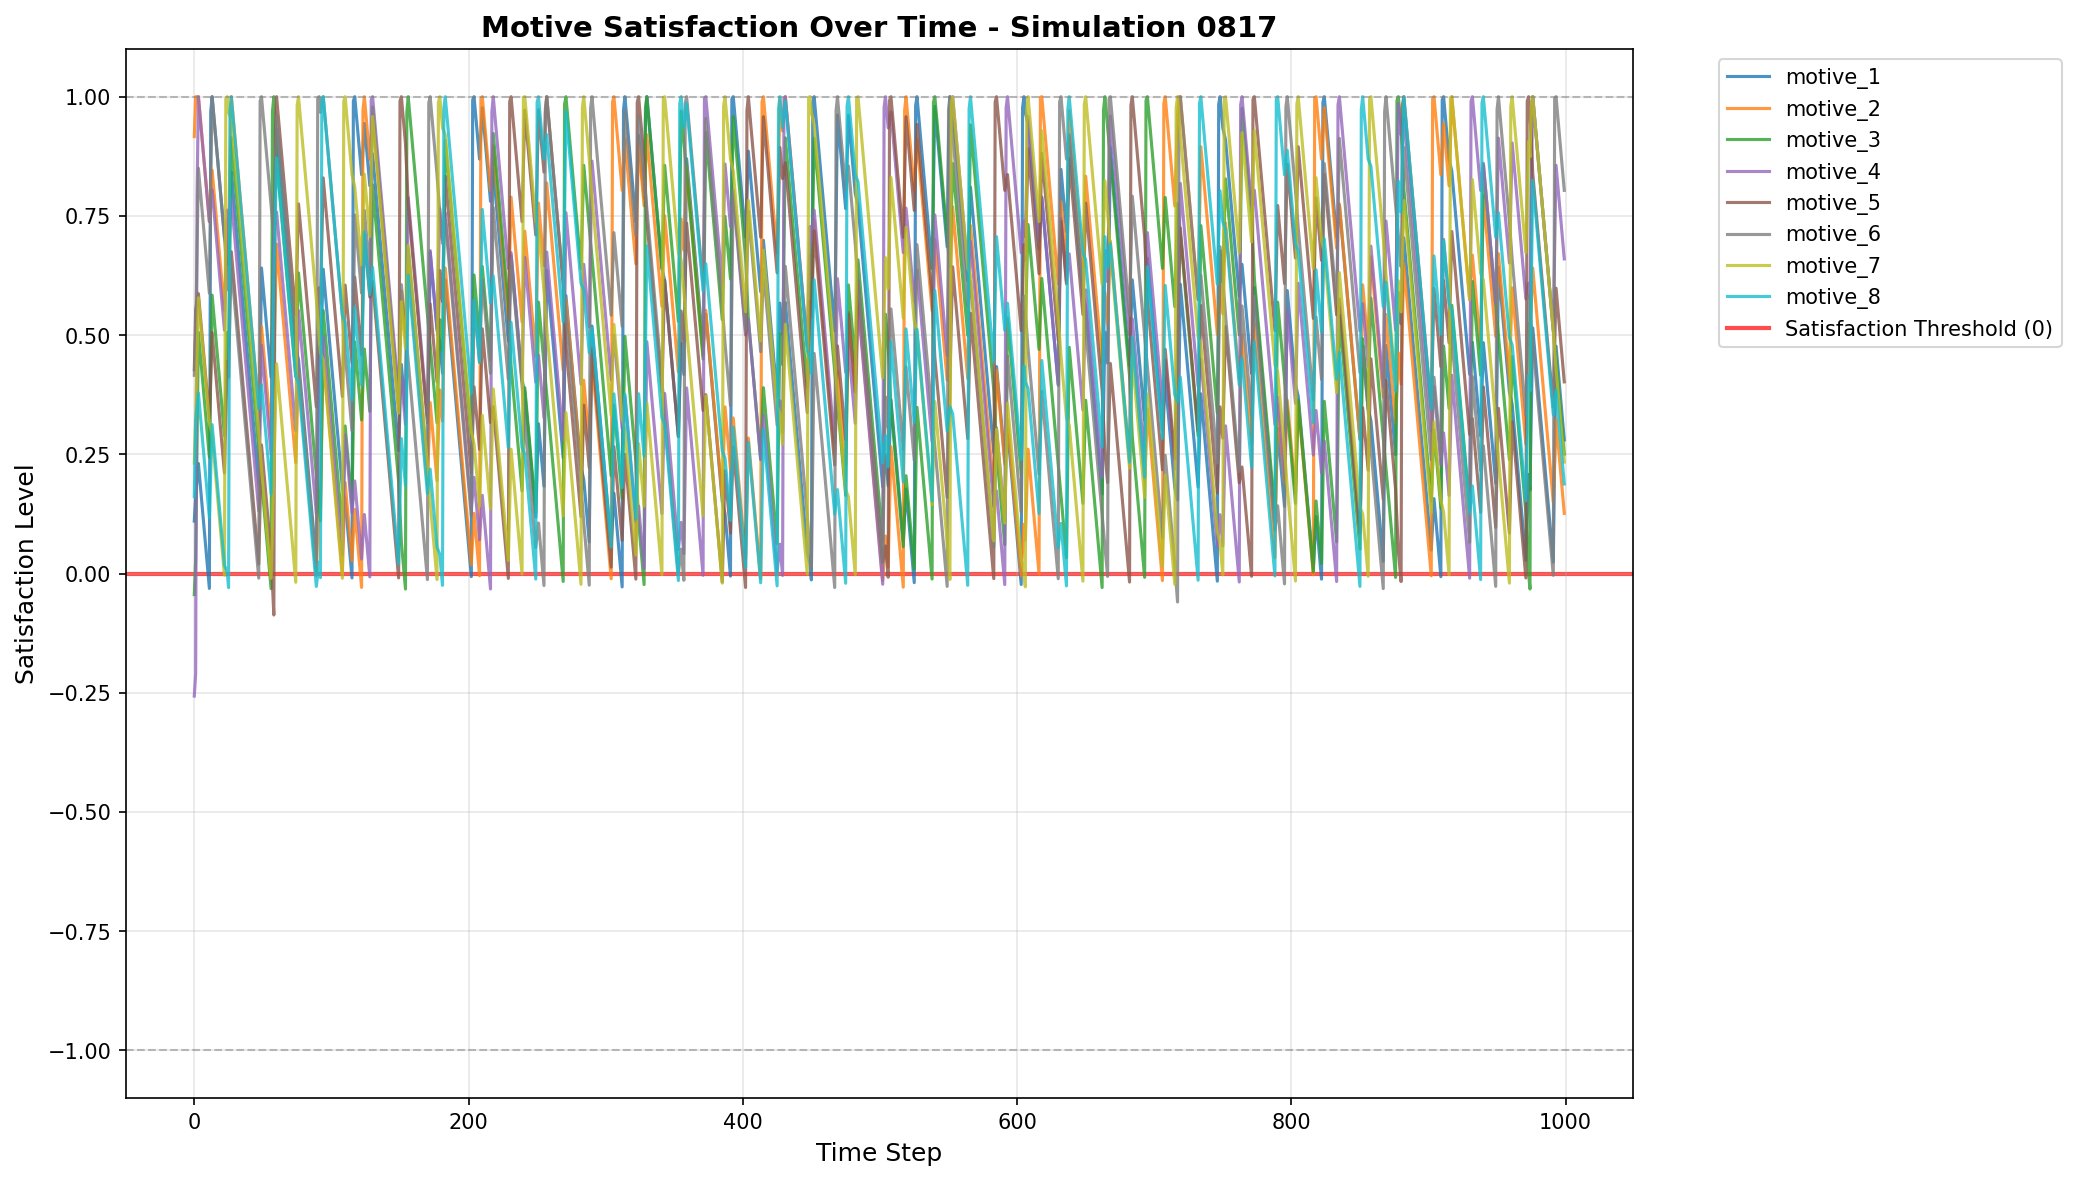 Motive Satisfaction Over Time - Simulation 0817
1.00
0.75
0.50
0.25
0.00
−0.25
−0.50
−0.75
−1.00
Satisfaction Level
0
200
400
600
800
1000
Time Step
motive_1
motive_2
motive_3
motive_4
motive_5
motive_6
motive_7
motive_8
Satisfaction Threshold (0)